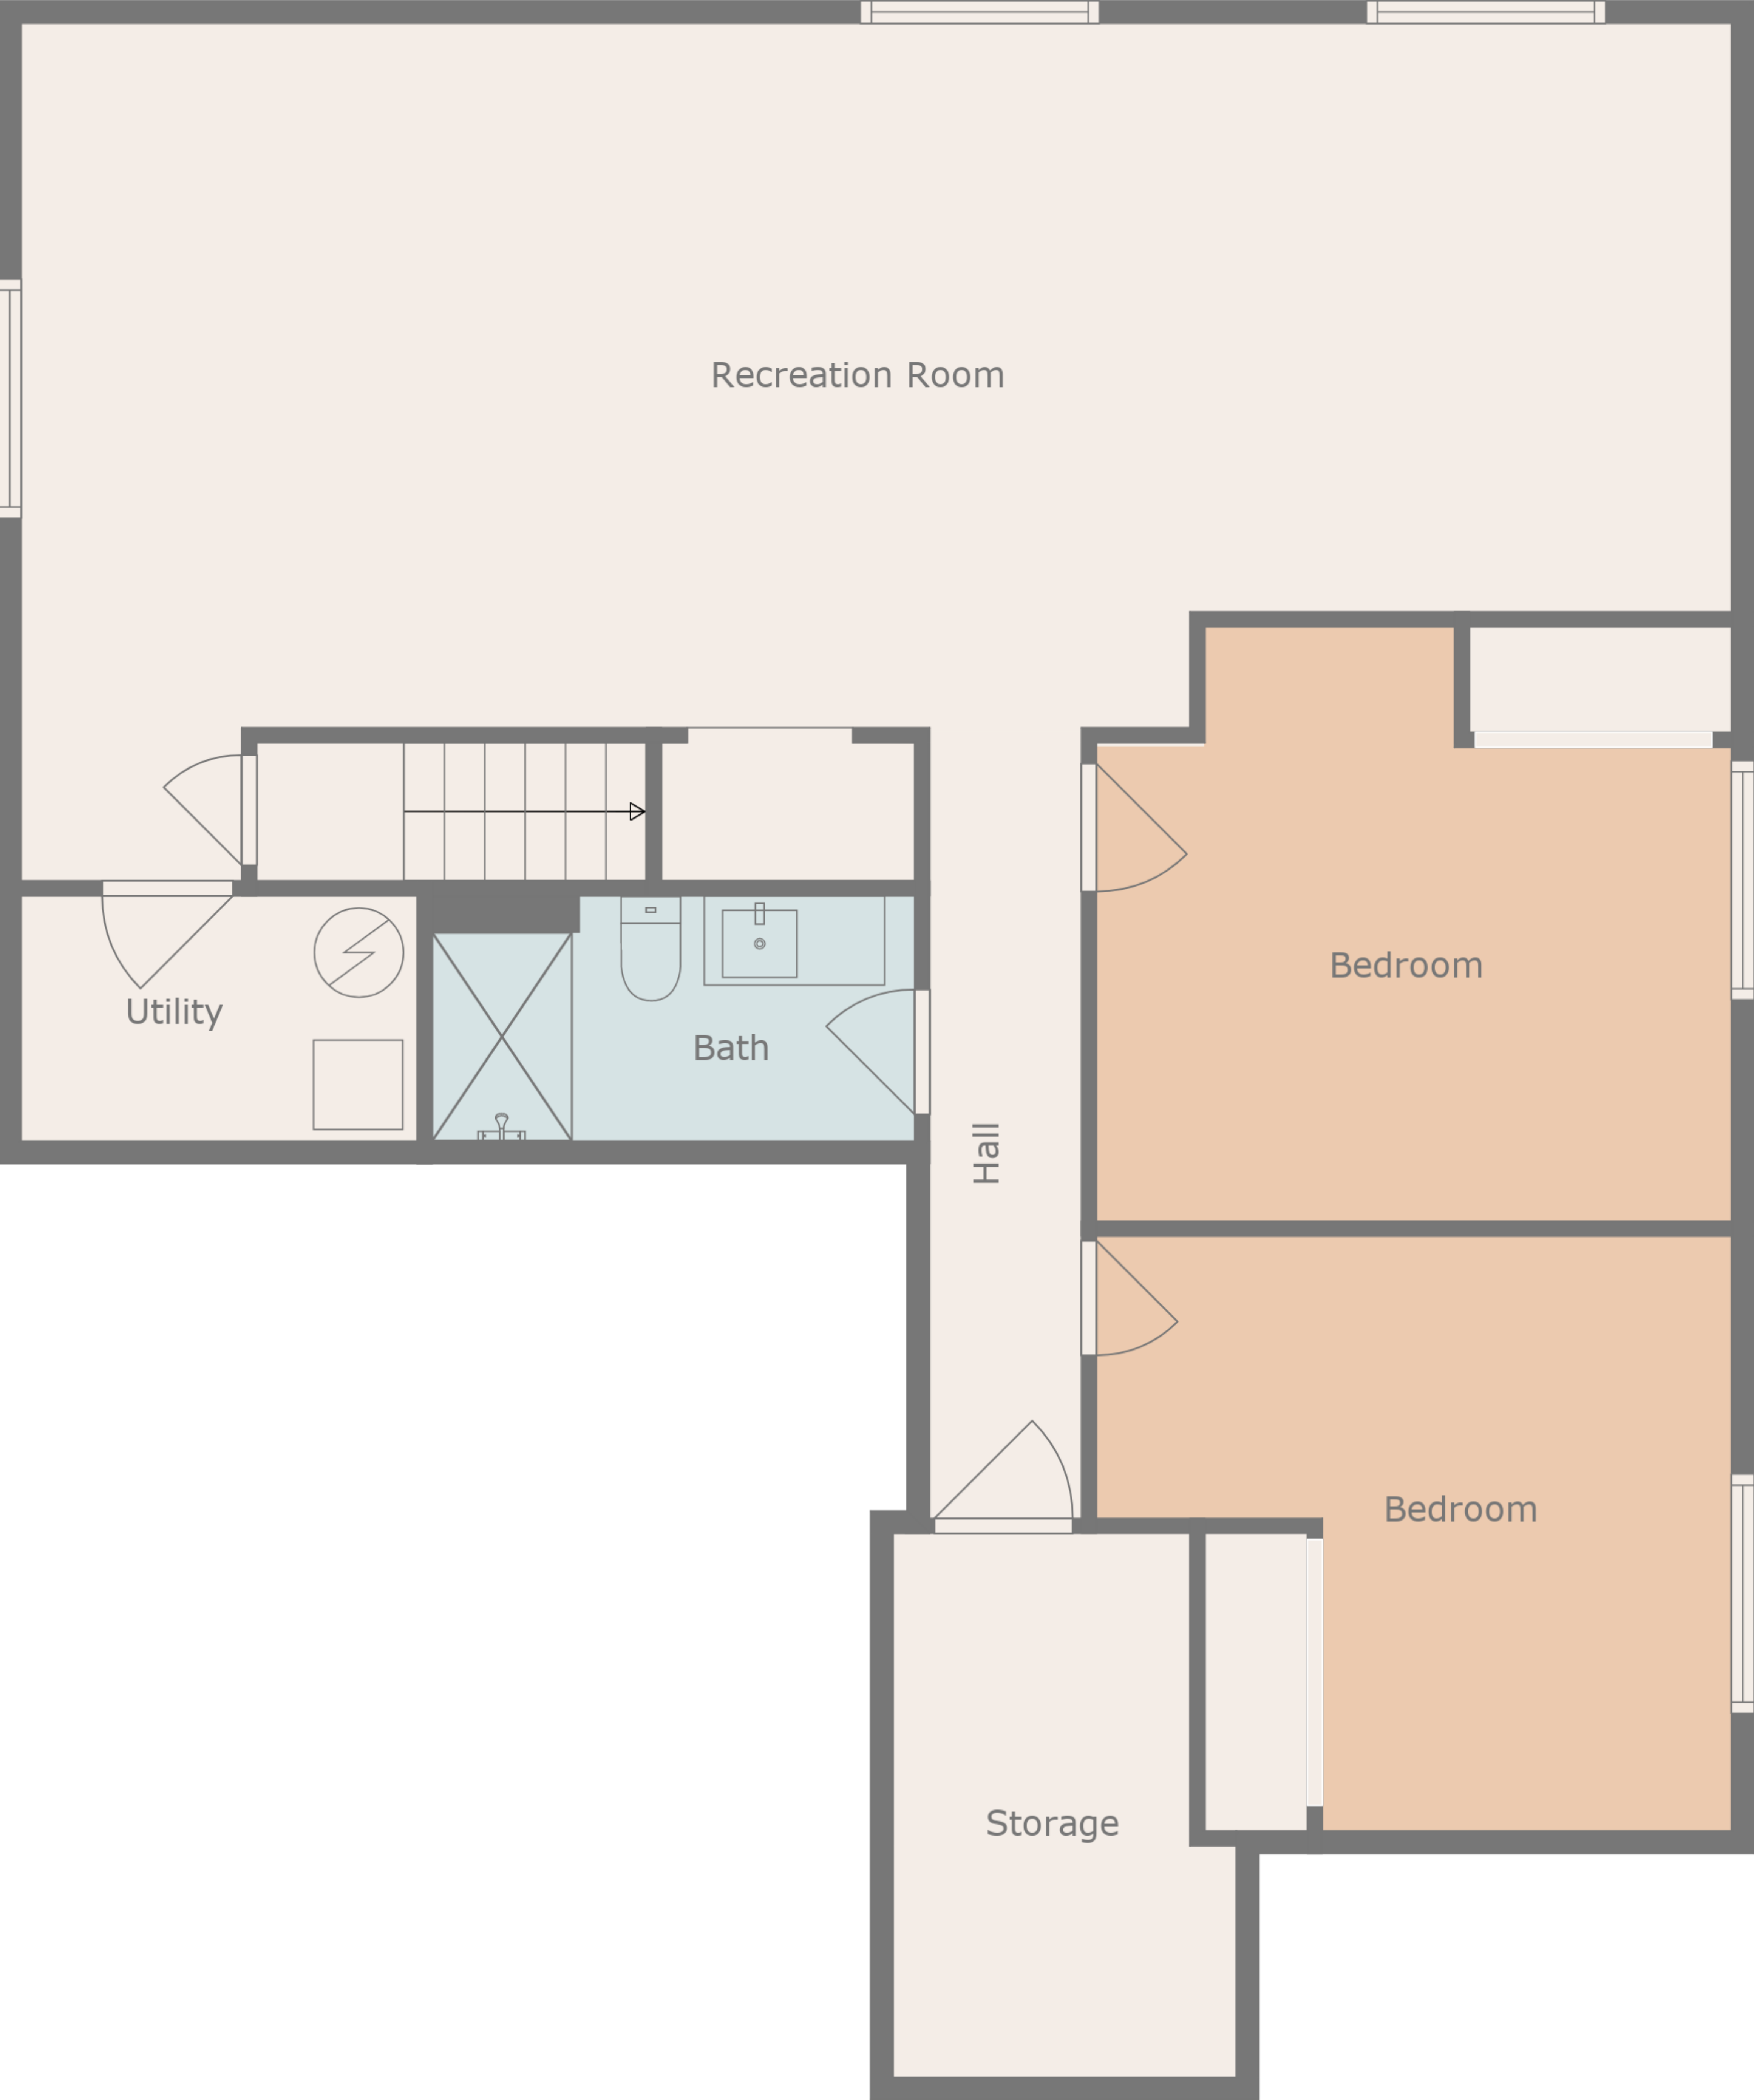 Recreation Room
Bedroom
Utility
Bath
Hall
Bedroom
Storage